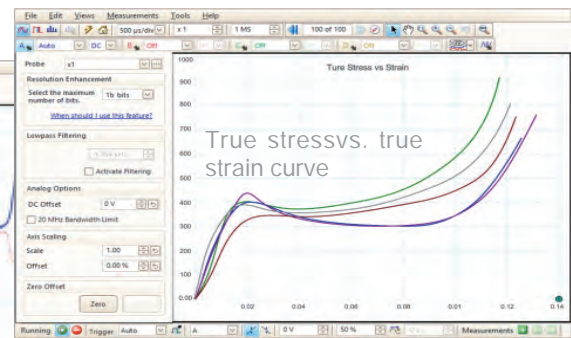 File Edit Views Measurements Tools Help
500 µs/div x 1 1 MS 100 of 100
A Auto DC B Off C Off D Off
Probe x1
Resolution Enhancement
Select the maximum
number of bits.
1b bits
When should I use this feature?
Lowpass Filtering
Activate Filtering
Analog Options
DC Offset 0 V
20 MHz Bandwidth Limit
Axis Scaling
Scale 1.00
Offset 0.00 %
Zero Offset
Zero
Ture Stress vs Strain
True stressvs. true
strain curve
1000
900
800
700
600
500
400
300
200
100
0.00
0.02 0.04 0.06 0.08 0.01 0.12 0.14
Running Trigger Auto A 0 V 50 % Measurements